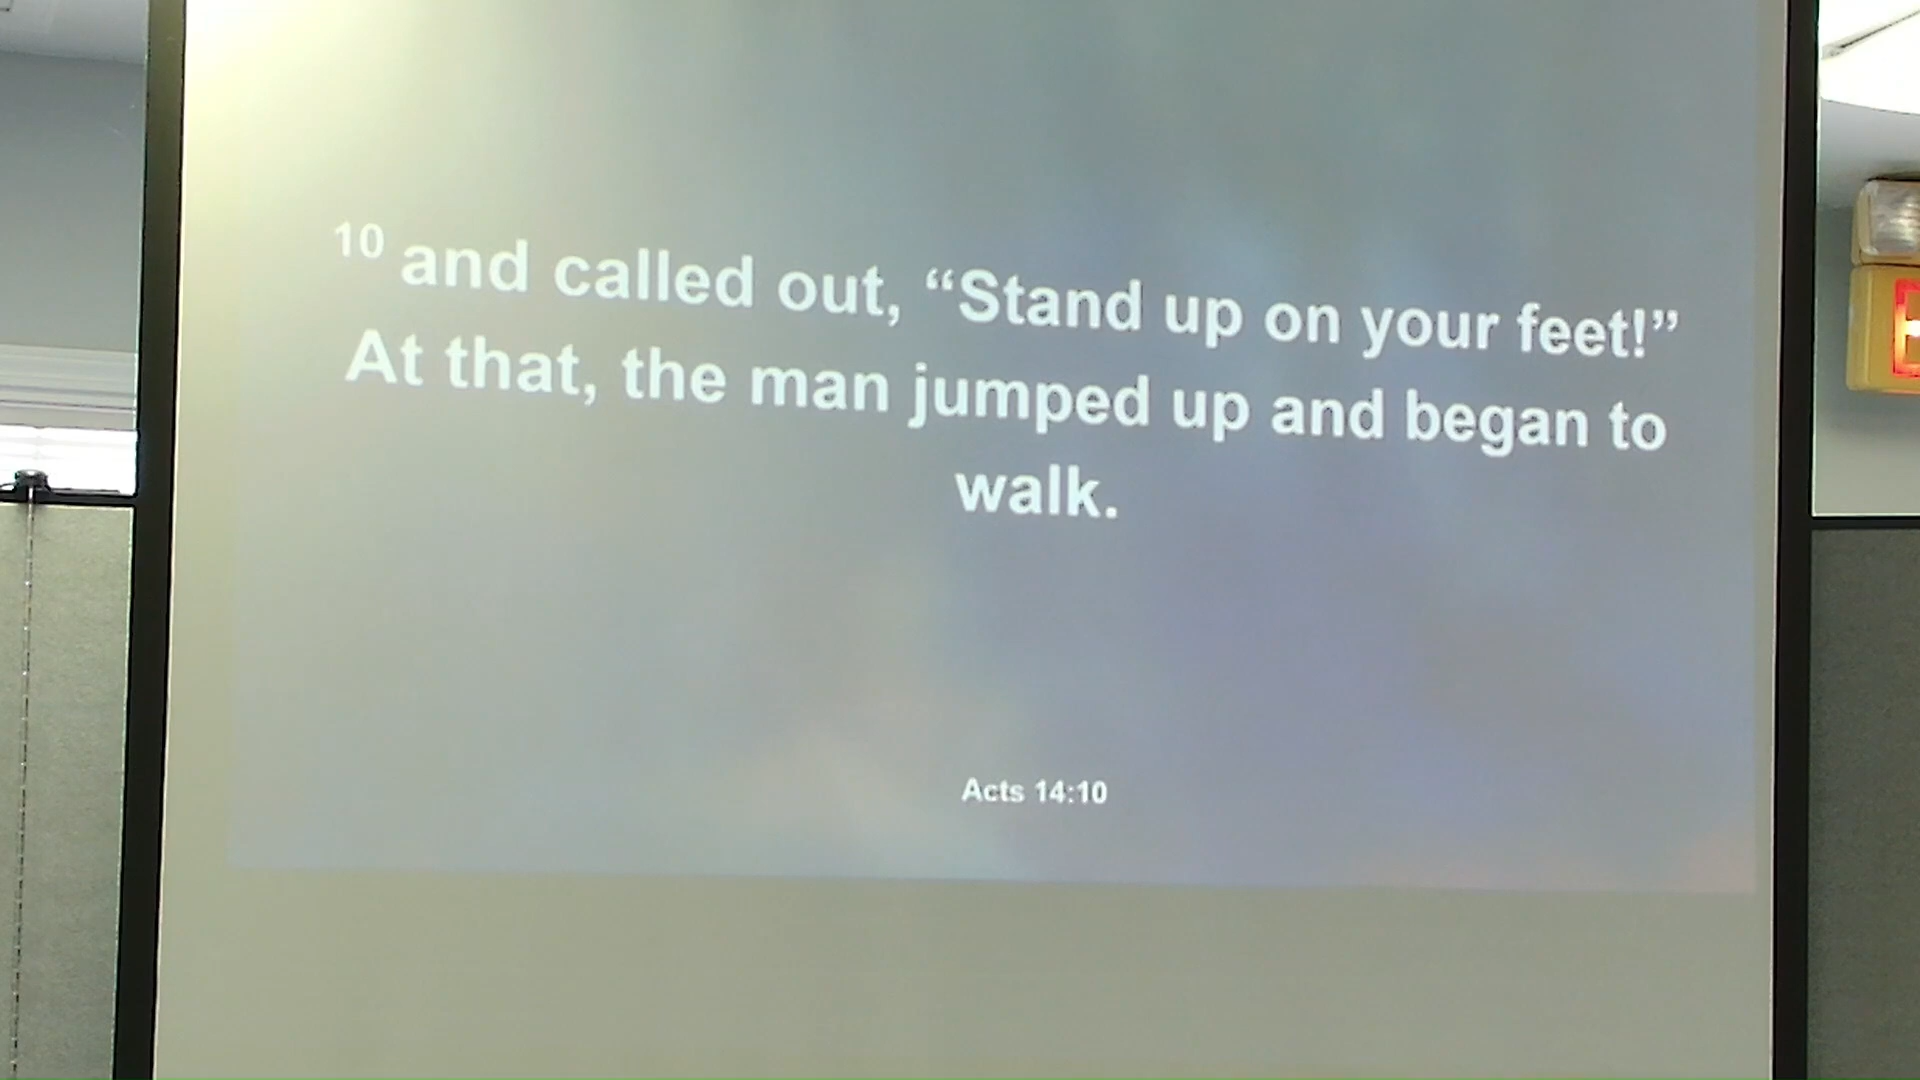 10 and called out, “Stand up on your feet!”
At that, the man jumped up and began to
walk.
Acts 14:10